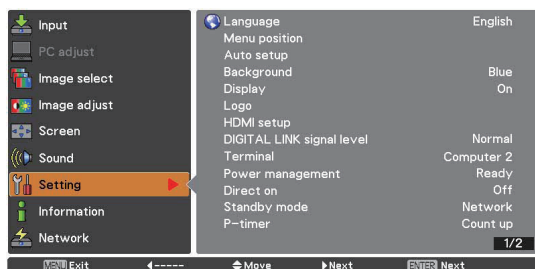 Input
PC adjust
Image select
Image adjust
Screen
Sound
Setting
Information
Network
Language English
Menu position
Auto setup
Background Blue
Display On
Logo
HDMI setup
DIGITAL LINK signal level Normal
Terminal Computer 2
Power management Ready
Direct on Off
Standby mode Network
P-timer Count up
1/2
MENU Exit ◀----- Move ▶Next ENTER Next